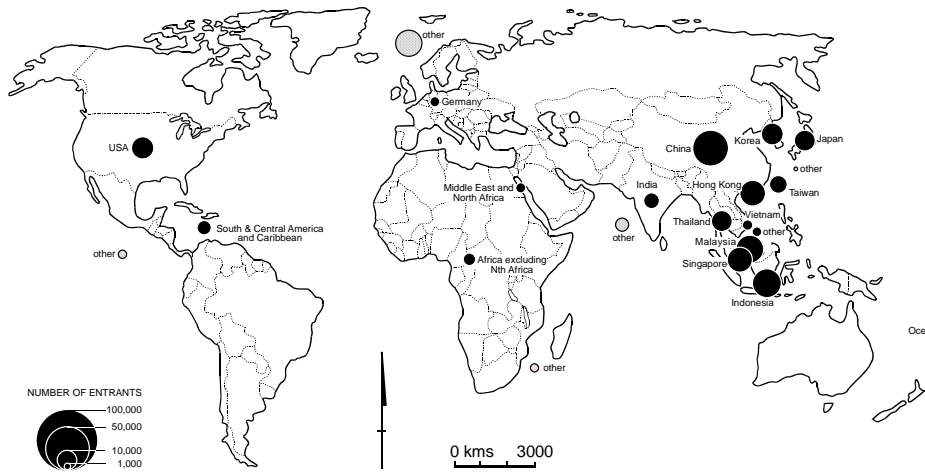 other
Germany
USA
China
Korea
Japan
other
Middle East and
North Africa
India
Hong Kong
Taiwan
South & Central America
and Caribbean
other
Thailand
Vietnam
other
other
Malaysia
Africa excluding
Nth Africa
Singapore
Indonesia
Oce
other
NUMBER OF ENTRANTS
100,000
50,000
10,000
1,000
0 kms 3000